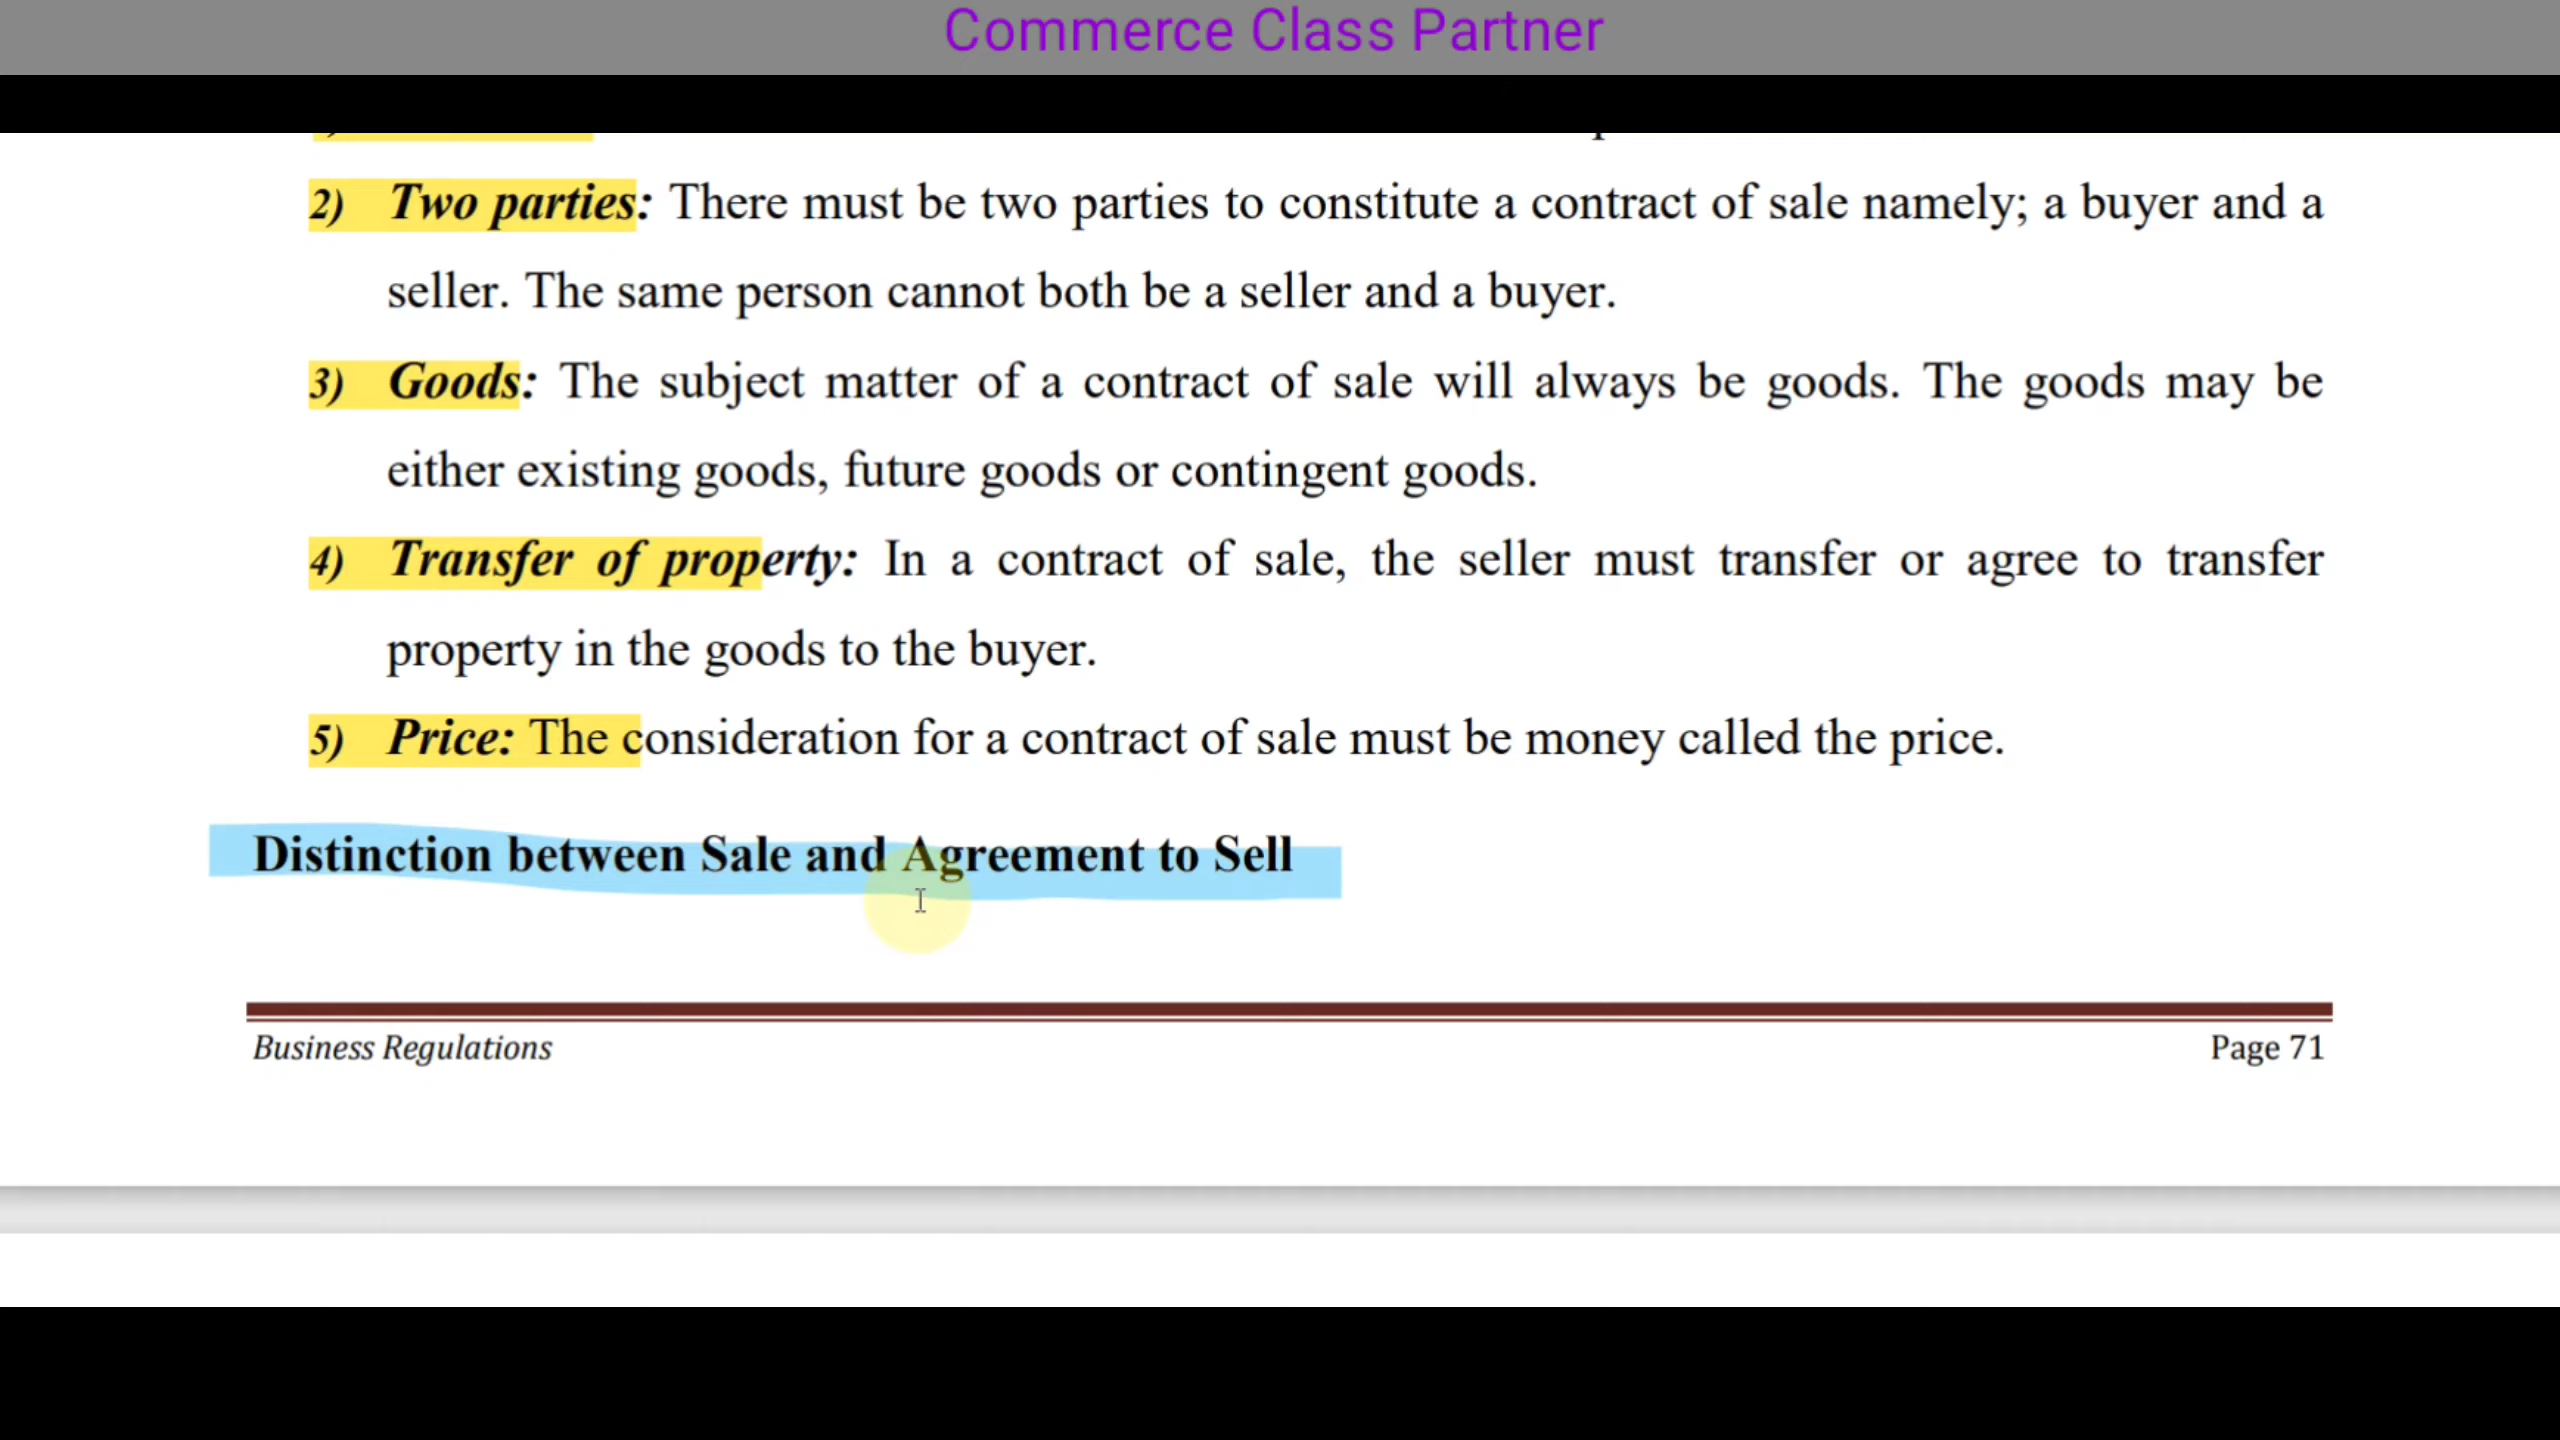 Commerce Class Partner
2) Two parties: There must be two parties to constitute a contract of sale namely; a buyer and a
seller. The same person cannot both be a seller and a buyer.
3) Goods: The subject matter of a contract of sale will always be goods. The goods may be
either existing goods, future goods or contingent goods.
4) Transfer of property: In a contract of sale, the seller must transfer or agree to transfer
property in the goods to the buyer.
5) Price: The consideration for a contract of sale must be money called the price.
Distinction between Sale and Agreement to Sell
Business Regulations Page 71